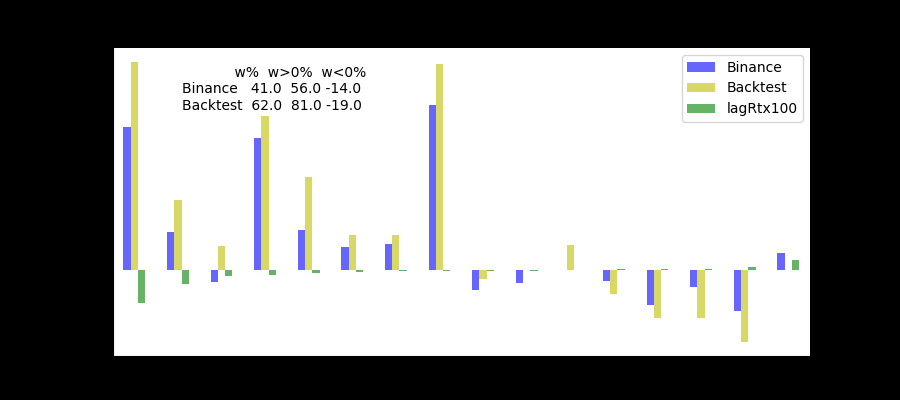 w% w>0% w<0%
Binance 41.0 56.0 -14.0
Backtest 62.0 81.0 -19.0
Binance
Backtest
lagRtx100